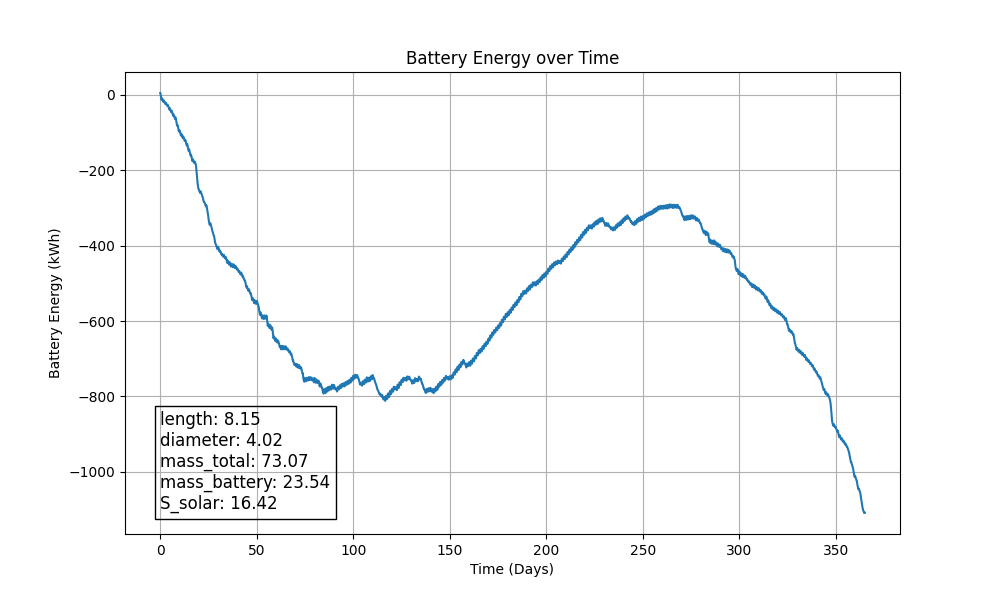 Battery Energy over Time
Battery Energy (kWh)
0
−200
−400
−600
−800
−1000
length: 8.15
diameter: 4.02
mass_total: 73.07
mass_battery: 23.54
S_solar: 16.42
0 50 100 150 200 250 300 350
Time (Days)